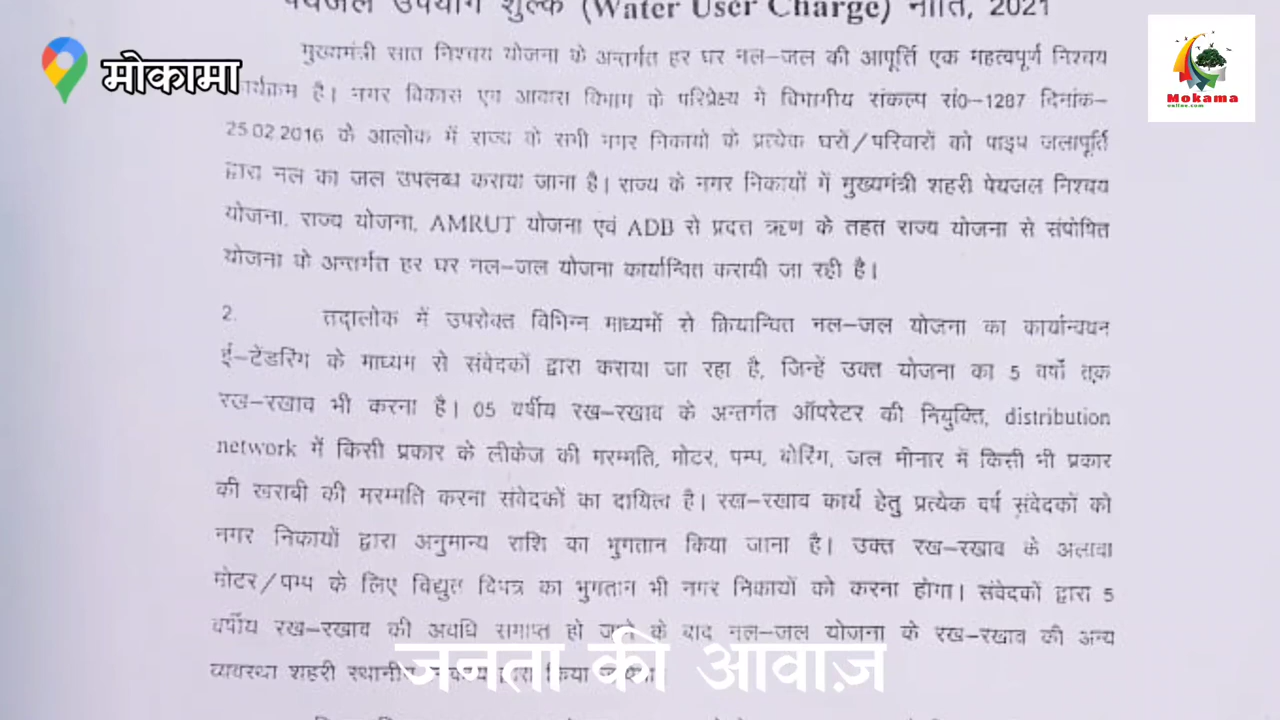 पेयजल उपयोग शुल्क (Water User Charge) नीति, 2021
मोकामा
Mokama
online.com
मुख्यमंत्री सात निश्चय योजना के अन्तर्गत हर घर नल-जल की आपूर्ति एक महत्वपूर्ण निश्चय
कार्यक्रम है। नगर विकास एवं आवास विभाग के परिप्रेक्ष्य में विभागीय संकल्प सं0-1287 दिनांक-
25.02.2016 के आलोक में राज्य के सभी नगर निकायों के प्रत्येक घरों/परिवारों को पाइप जलापूर्ति
द्वारा नल का जल उपलब्ध कराया जाना है। राज्य के नगर निकायों में मुख्यमंत्री शहरी पेयजल निश्चय
योजना, राज्य योजना, AMRUT योजना एवं ADB से प्रदत्त ऋण के तहत राज्य योजना से संपोषित
योजना के अन्तर्गत हर घर नल-जल योजना कार्यान्वित करायी जा रही है।
2. तदालोक में उपरोक्त विभिन्न माध्यमों से क्रियान्वित नल-जल योजना का कार्यान्वयन
ई-टेंडरिंग के माध्यम से संवेदकों द्वारा कराया जा रहा है, जिन्हें उक्त योजना का 5 वर्षों तक
रख-रखाव भी करना है। 05 वर्षीय रख-रखाव के अन्तर्गत ऑपरेटर की नियुक्ति, distribution
network में किसी प्रकार के लीकेज की मरम्मति, मोटर, पम्प, बोरिंग, जल मीनार में किसी भी प्रकार
की खराबी की मरम्मति करना संवेदकों का दायित्व है। रख-रखाव कार्य हेतु प्रत्येक वर्ष संवेदकों को
नगर निकायों द्वारा अनुमान्य राशि का भुगतान किया जाना है। उक्त रख-रखाव के अलावा
मोटर/पम्प के लिए विद्युत विपत्र का भुगतान भी नगर निकायों को करना होगा। संवेदकों द्वारा 5
वर्षीय रख-रखाव की अवधि समाप्त हो जाने के बाद नल-जल योजना के रख-रखाव की अन्य
व्यवस्था शहरी स्थानीय द्वारा किया
जनता की आवाज़